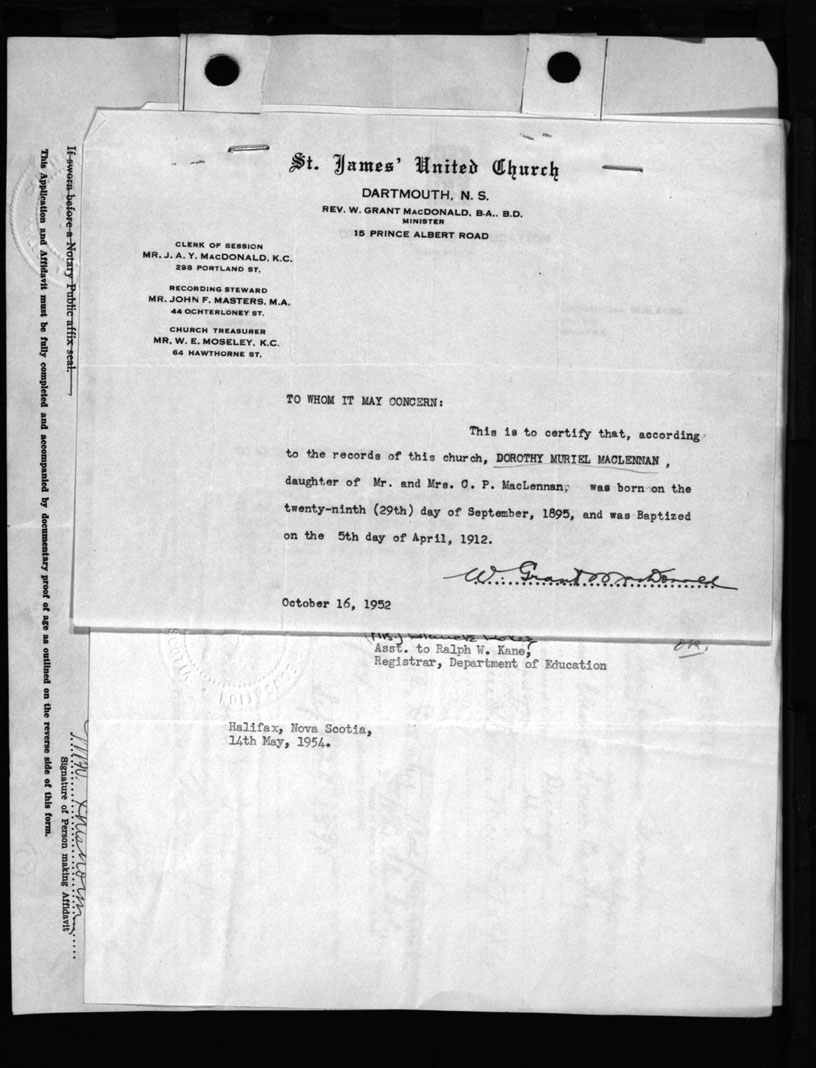 St. James' United Church
DARTMOUTH, N. S.
REV. W. GRANT MACDONALD, B.A., B.D.
MINISTER
15 PRINCE ALBERT ROAD
CLERK OF SESSION
MR. J. A. Y. MACDONALD, K.C.
298 PORTLAND ST.
RECORDING STEWARD
MR. JOHN F. MASTERS, M.A.
44 OCHTERLONEY ST.
CHURCH TREASURER
MR. W. E. MOSELEY, K.C.
64 HAWTHORNE ST.
TO WHOM IT MAY CONCERN:
This is to certify that, according
to the records of this church, DOROTHY MURIEL MACLENNAN ,
daughter of Mr. and Mrs. C. P. MacLennan, was born on the
twenty-ninth (29th) day of September, 1895, and was Baptized
on the 5th day of April, 1912.
W. Grant MacDonald
October 16, 1952
OK.
Asst. to Ralph W. Kane,
Registrar, Department of Education
Halifax, Nova Scotia,
14th May, 1954.
If sworn before a Notary Public affix seal.
This Application and Affidavit must be fully completed and accompanied by documentary proof of age as outlined on the reverse side of this form.
Signature of Person making Affidavit